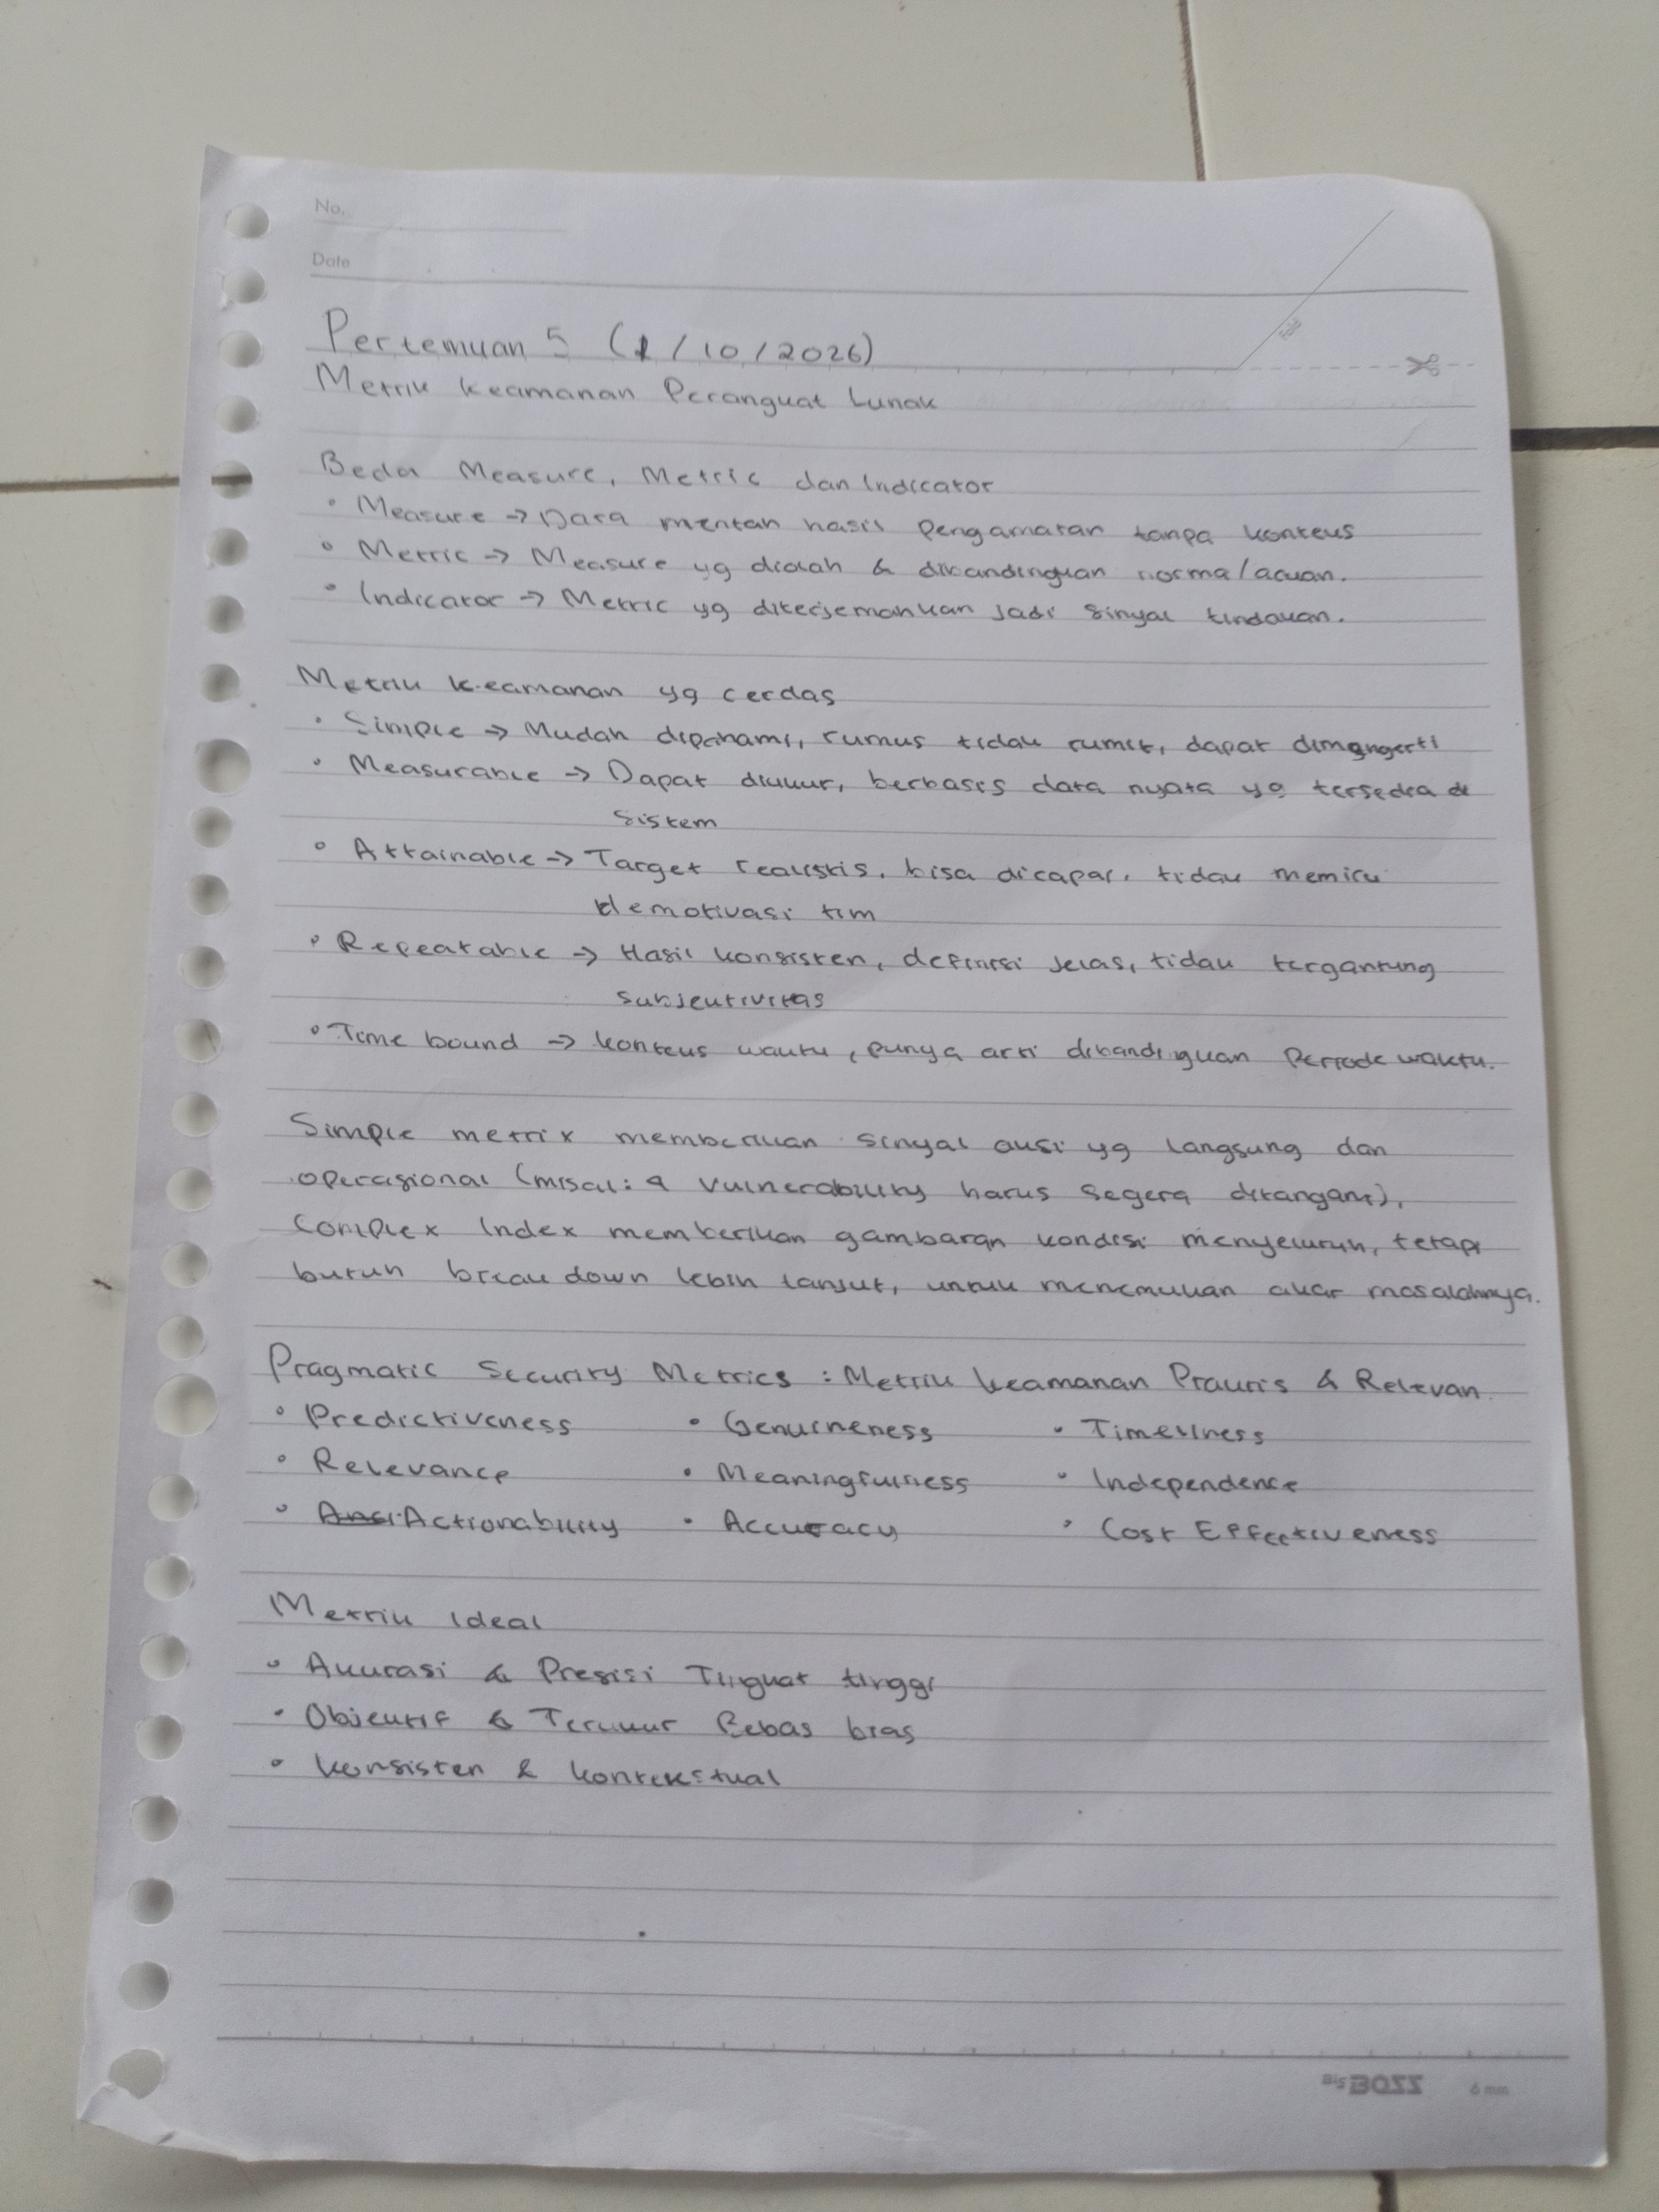 No.
Date
Pertemuan 5 (1/10/2026)
Metrik Keamanan Perangkat Lunak
Beda Measure, Metric dan Indicator
• Measure → Data mentah hasil pengamatan tanpa konteks
• Metric → Measure yg diolah & dibandingkan norma/acuan.
• Indicator → Metric yg diterjemahkan jadi sinyal tindakan.
Metrik Keamanan yg cerdas
• Simple → Mudah dipahami, rumus tidak rumit, dapat dimengerti
• Measurable → Dapat diukur, berbasis data nyata yg tersedia di
sistem
• Attainable → Target realistis, bisa dicapai, tidak memicu
demotivasi tim
• Repeatable → Hasil konsisten, definisi jelas, tidak tergantung
subjektivitas
• Time bound → konteks waktu, punya arti dibandigkan Periode waktu.
Simple metrix memberikan sinyal aksi yg langsung dan
operasional (misal: 9 vulnerability harus segera ditangani),
Complex Index memberikan gambaran kondisi menyeluruh, tetapi
butuh breakdown lebih lanjut, untuk menemukan akar masalahnya.
Pragmatic Security Metrics : Metrik Keamanan Praktis & Relevan
• Predictiveness • Genuineness • Timeliness
• Relevance • Meaningfulness • Independence
• Actionability • Accuracy • Cost Effectiveness
Metrik Ideal
• Akurasi & Presisi Tingkat tinggi
• Objektif & Terukur Bebas bias
• Konsisten & Kontekstual
Big BOSS 6 mm